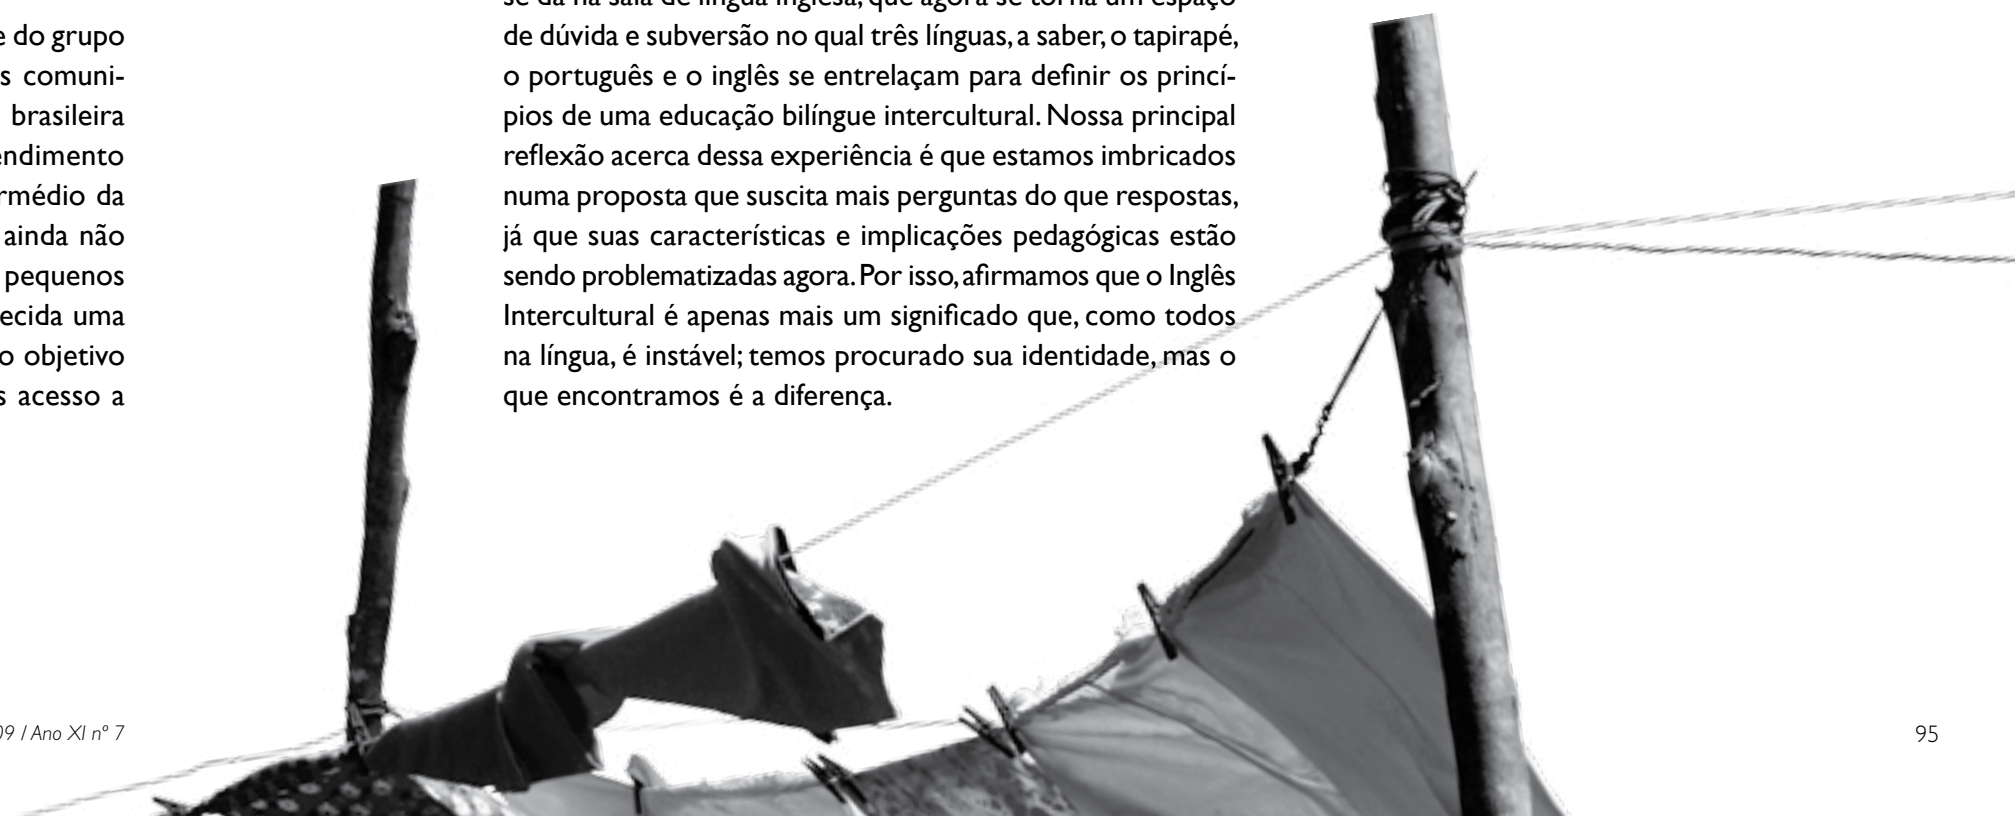 e do grupo
s comuni-
brasileira
endimento
rmédio da
ainda não
pequenos
ecida uma
o objetivo
s acesso a
se dá na sala de língua inglesa, que agora se torna um espaço
de dúvida e subversão no qual três línguas, a saber, o tapirapé,
o português e o inglês se entrelaçam para definir os princí-
pios de uma educação bilíngue intercultural. Nossa principal
reflexão acerca dessa experiência é que estamos imbricados
numa proposta que suscita mais perguntas do que respostas,
já que suas características e implicações pedagógicas estão
sendo problematizadas agora. Por isso, afirmamos que o Inglês
Intercultural é apenas mais um significado que, como todos
na língua, é instável; temos procurado sua identidade, mas o
que encontramos é a diferença.
09 / Ano XI nº 7
95